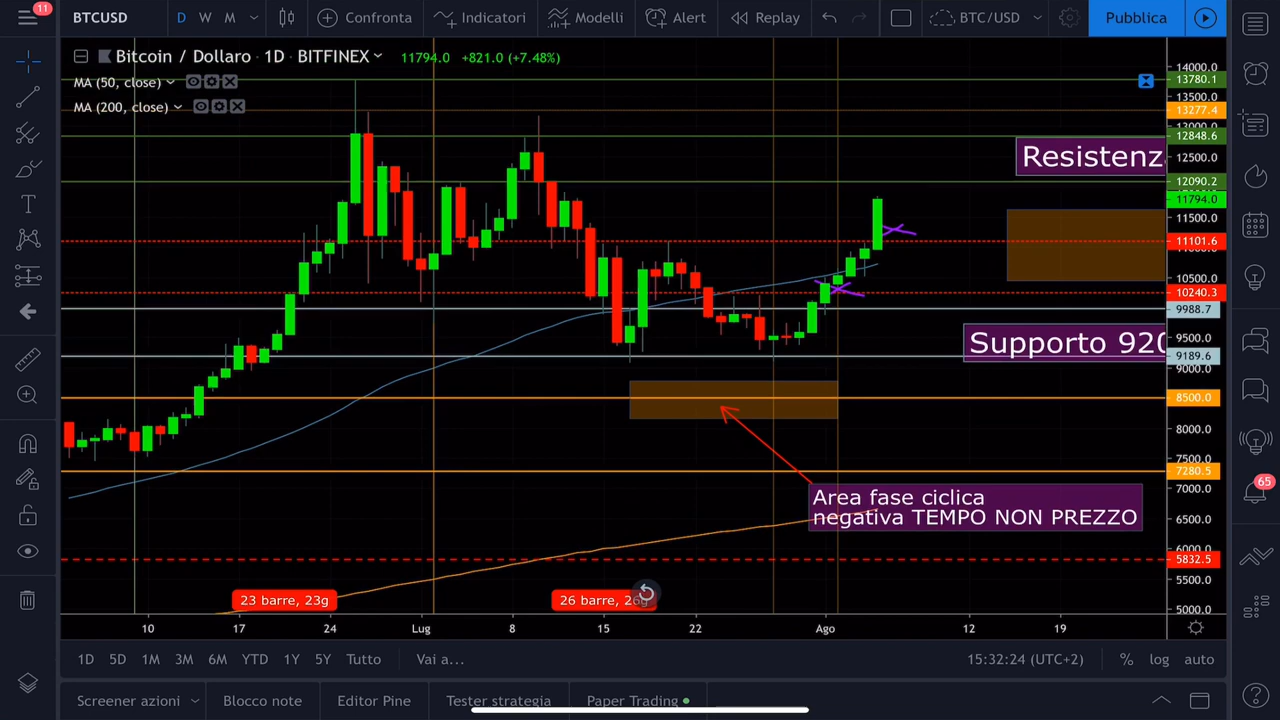 11
BTCUSD
D W M
Confronta
Indicatori
Modelli
Alert
Replay
BTC/USD
Pubblica
Bitcoin / Dollaro · 1D · BITFINEX
11794.0 +821.0 (+7.48%)
MA (50, close)
MA (200, close)
14000.0
13780.1
13500.0
13277.4
13000.0
12848.6
12500.0
12090.2
11794.0
11500.0
11101.6
11000.0
10500.0
10240.3
9988.7
9500.0
9189.6
9000.0
8500.0
8000.0
7500.0
7280.5
7000.0
6500.0
6000.0
5832.5
5500.0
5000.0
Resistenz
Supporto 920
Area fase ciclica
negativa TEMPO NON PREZZO
65
23 barre, 23g
26 barre, 26g
10 17 24 Lug 8 15 22 Ago 12 19
1D 5D 1M 3M 6M YTD 1Y 5Y Tutto Vai a... 15:32:24 (UTC+2) % log auto
Screener azioni Blocco note Editor Pine Tester strategia Paper Trading